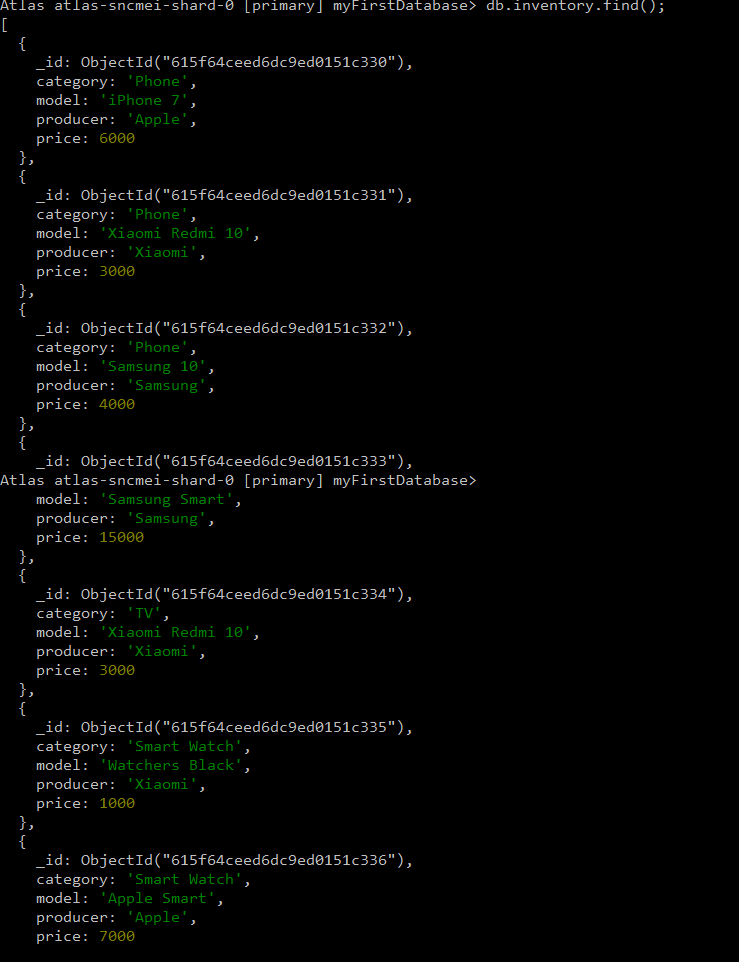 Atlas atlas-sncmei-shard-0 [primary] myFirstDatabase> db.inventory.find();
[
  {
    _id: ObjectId("615f64ceed6dc9ed0151c330"),
    category: 'Phone',
    model: 'iPhone 7',
    producer: 'Apple',
    price: 6000
  },
  {
    _id: ObjectId("615f64ceed6dc9ed0151c331"),
    category: 'Phone',
    model: 'Xiaomi Redmi 10',
    producer: 'Xiaomi',
    price: 3000
  },
  {
    _id: ObjectId("615f64ceed6dc9ed0151c332"),
    category: 'Phone',
    model: 'Samsung 10',
    producer: 'Samsung',
    price: 4000
  },
  {
    _id: ObjectId("615f64ceed6dc9ed0151c333"),
Atlas atlas-sncmei-shard-0 [primary] myFirstDatabase>
    model: 'Samsung Smart',
    producer: 'Samsung',
    price: 15000
  },
  {
    _id: ObjectId("615f64ceed6dc9ed0151c334"),
    category: 'TV',
    model: 'Xiaomi Redmi 10',
    producer: 'Xiaomi',
    price: 3000
  },
  {
    _id: ObjectId("615f64ceed6dc9ed0151c335"),
    category: 'Smart Watch',
    model: 'Watchers Black',
    producer: 'Xiaomi',
    price: 1000
  },
  {
    _id: ObjectId("615f64ceed6dc9ed0151c336"),
    category: 'Smart Watch',
    model: 'Apple Smart',
    producer: 'Apple',
    price: 7000